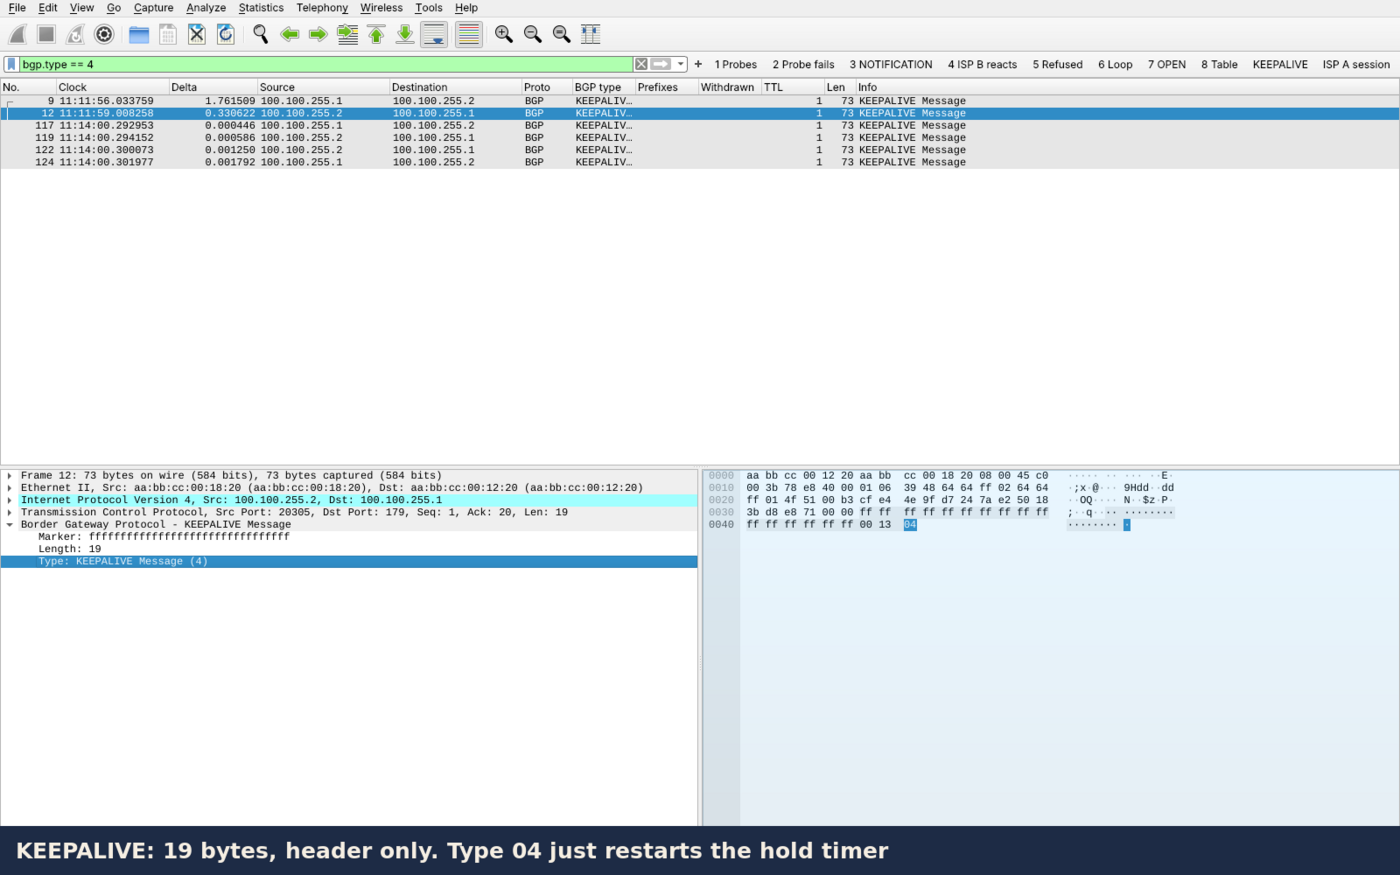 File Edit View Go Capture Analyze Statistics Telephony Wireless Tools Help
bgp.type == 4
+ 1 Probes 2 Probe fails 3 NOTIFICATION 4 ISP B reacts 5 Refused 6 Loop 7 OPEN 8 Table KEEPALIVE ISP A session
No. Clock Delta Source Destination Proto BGP type Prefixes Withdrawn TTL Len Info
9 11:11:56.033759 1.761509 100.100.255.1 100.100.255.2 BGP KEEPALIV… 1 73 KEEPALIVE Message
12 11:11:59.008258 0.330622 100.100.255.2 100.100.255.1 BGP KEEPALIV… 1 73 KEEPALIVE Message
117 11:14:00.292953 0.000446 100.100.255.1 100.100.255.2 BGP KEEPALIV… 1 73 KEEPALIVE Message
119 11:14:00.294152 0.000586 100.100.255.2 100.100.255.1 BGP KEEPALIV… 1 73 KEEPALIVE Message
122 11:14:00.300073 0.001250 100.100.255.2 100.100.255.1 BGP KEEPALIV… 1 73 KEEPALIVE Message
124 11:14:00.301977 0.001792 100.100.255.1 100.100.255.2 BGP KEEPALIV… 1 73 KEEPALIVE Message
Frame 12: 73 bytes on wire (584 bits), 73 bytes captured (584 bits)
Ethernet II, Src: aa:bb:cc:00:18:20 (aa:bb:cc:00:18:20), Dst: aa:bb:cc:00:12:20 (aa:bb:cc:00:12:20)
Internet Protocol Version 4, Src: 100.100.255.2, Dst: 100.100.255.1
Transmission Control Protocol, Src Port: 20305, Dst Port: 179, Seq: 1, Ack: 20, Len: 19
Border Gateway Protocol - KEEPALIVE Message
Marker: ffffffffffffffffffffffffffffffff
Length: 19
Type: KEEPALIVE Message (4)
0000 aa bb cc 00 12 20 aa bb cc 00 18 20 08 00 45 c0 ····· ·· ··· ··E·
0010 00 3b 78 e8 40 00 01 06 39 48 64 64 ff 02 64 64 ·;x·@··· 9Hdd··dd
0020 ff 01 4f 51 00 b3 cf e4 4e 9f d7 24 7a e2 50 18 ··OQ···· N··$z·P·
0030 3b d8 e8 71 00 00 ff ff ff ff ff ff ff ff ff ff ;··q···· ········
0040 ff ff ff ff ff ff 00 13 04 ········ ·
KEEPALIVE: 19 bytes, header only. Type 04 just restarts the hold timer